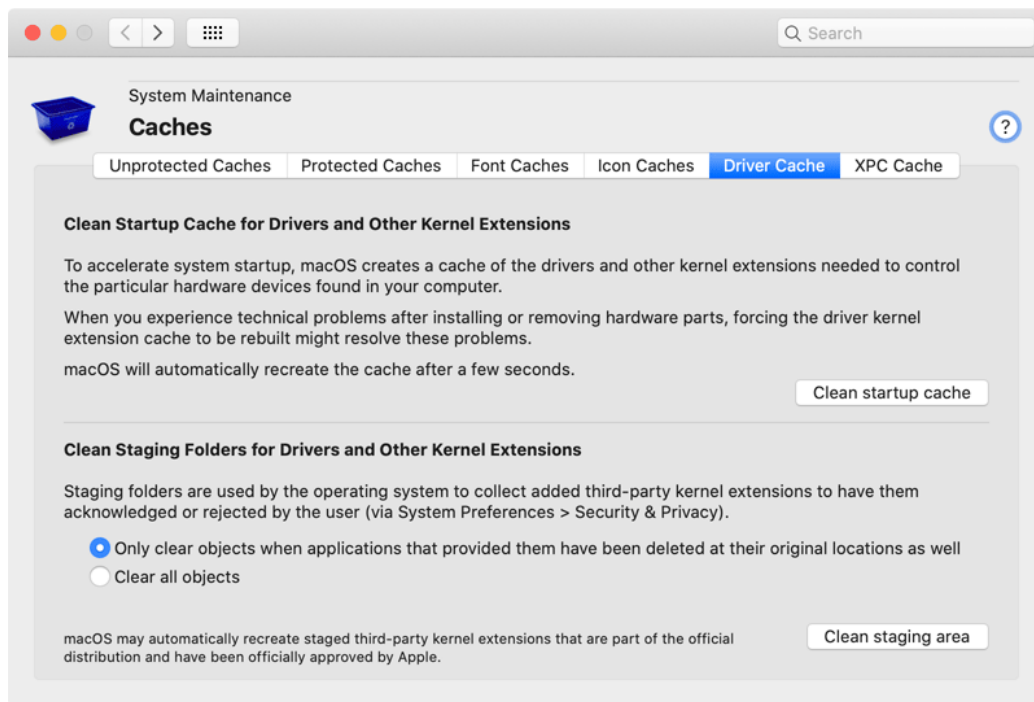 Search
System Maintenance
Caches
?
Unprotected Caches Protected Caches Font Caches Icon Caches Driver Cache XPC Cache
Clean Startup Cache for Drivers and Other Kernel Extensions
To accelerate system startup, macOS creates a cache of the drivers and other kernel extensions needed to control
the particular hardware devices found in your computer.
When you experience technical problems after installing or removing hardware parts, forcing the driver kernel
extension cache to be rebuilt might resolve these problems.
macOS will automatically recreate the cache after a few seconds.
Clean startup cache
Clean Staging Folders for Drivers and Other Kernel Extensions
Staging folders are used by the operating system to collect added third-party kernel extensions to have them
acknowledged or rejected by the user (via System Preferences > Security & Privacy).
Only clear objects when applications that provided them have been deleted at their original locations as well
Clear all objects
macOS may automatically recreate staged third-party kernel extensions that are part of the official
distribution and have been officially approved by Apple.
Clean staging area